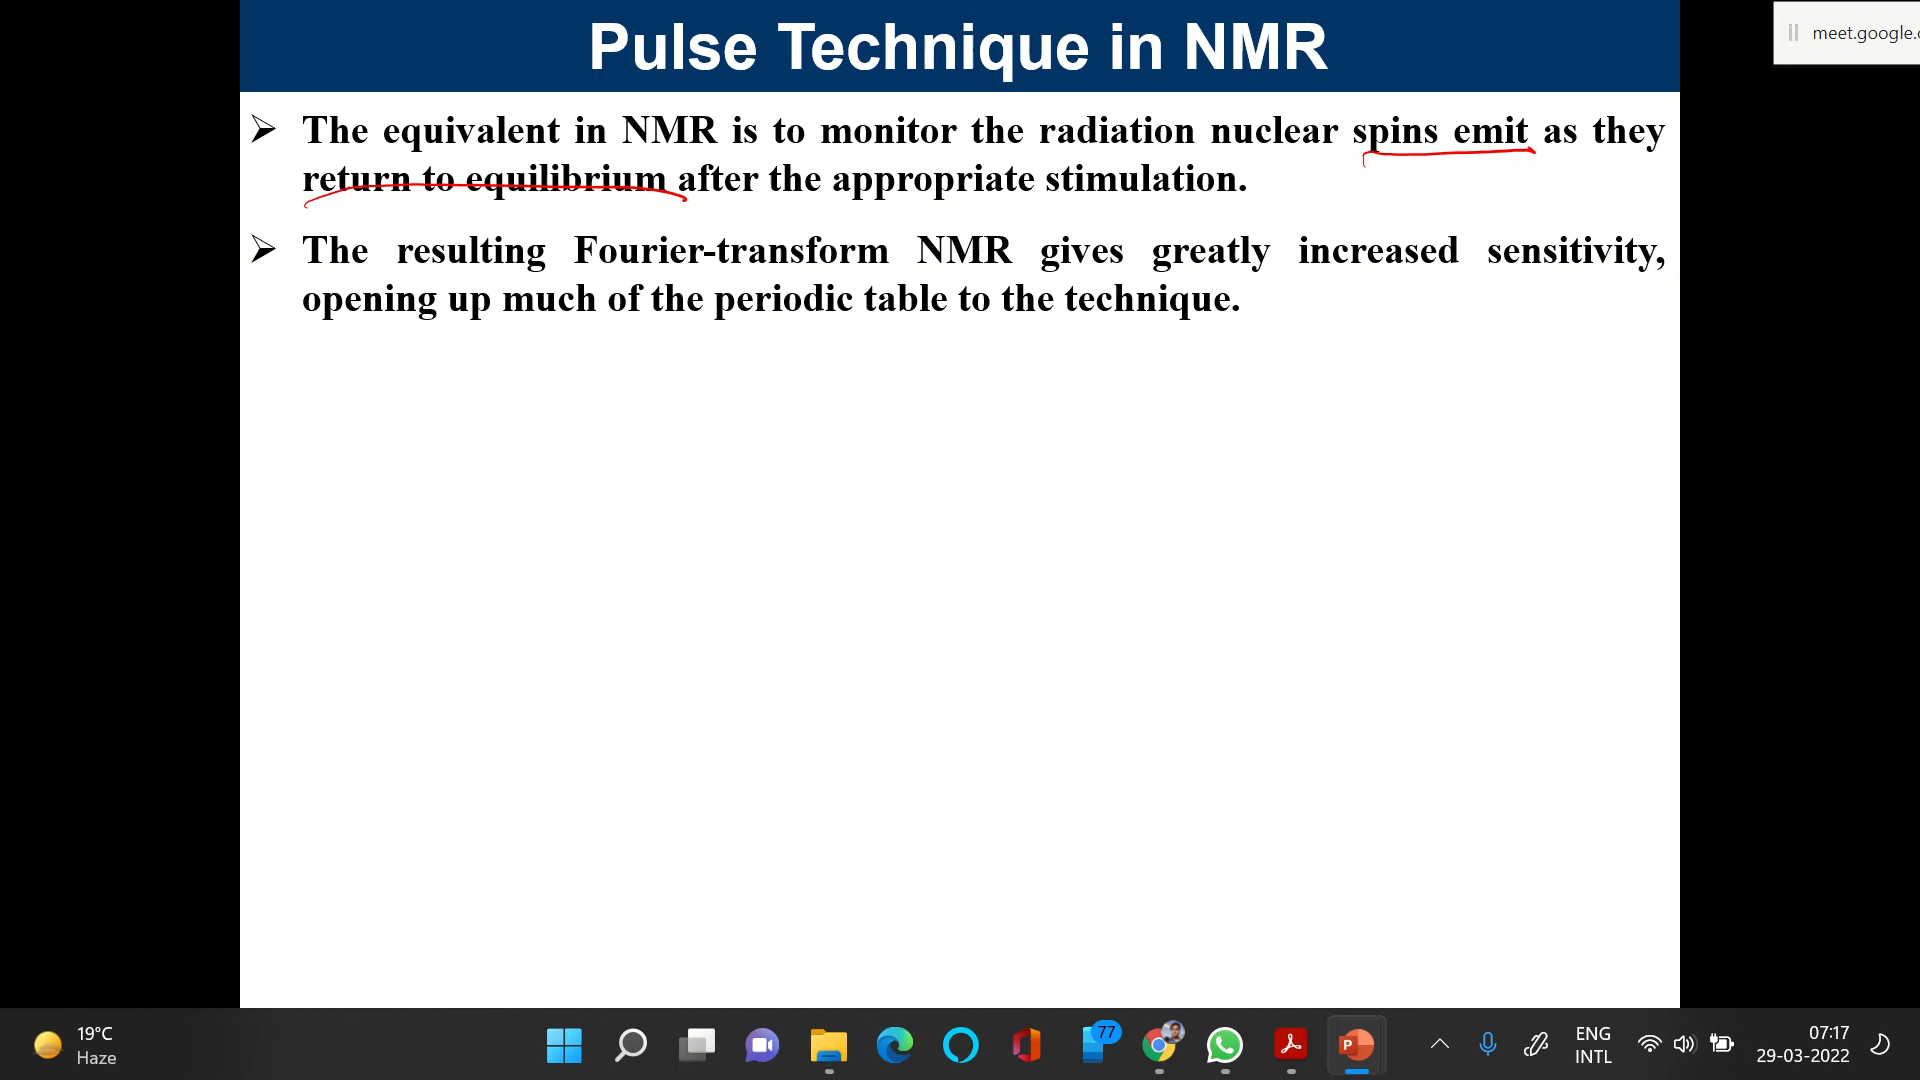 Pulse Technique in NMR
meet.google.c
➢ The equivalent in NMR is to monitor the radiation nuclear spins emit as they
return to equilibrium after the appropriate stimulation.
➢ The resulting Fourier-transform NMR gives greatly increased sensitivity,
opening up much of the periodic table to the technique.
19°C
Haze
77
ENG
INTL
07:17
29-03-2022